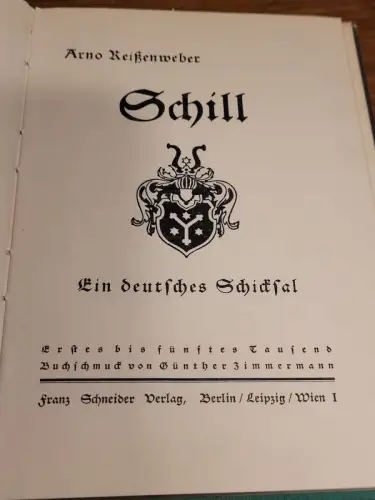 Arno Reißenweber
Schill
Ein deutsches Schicksal
Erstes bis fünftes Tausend
Buchschmuck von Günther Zimmermann
Franz Schneider Verlag, Berlin / Leipzig / Wien I